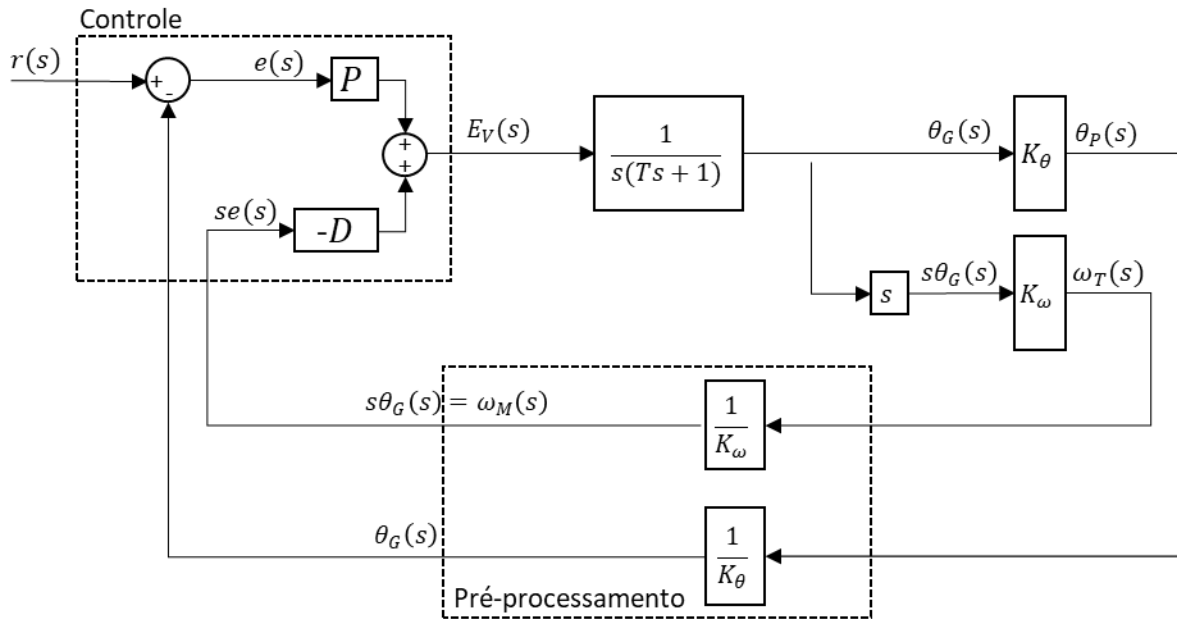 Controle
r(s)
+
-
e(s)
P
+
+
E_V(s)
se(s)
-D
1
s(Ts + 1)
θ_G(s)
K_θ
θ_P(s)
s
sθ_G(s)
K_ω
ω_T(s)
sθ_G(s) = ω_M(s)
1
K_ω
θ_G(s)
1
K_θ
Pré-processamento